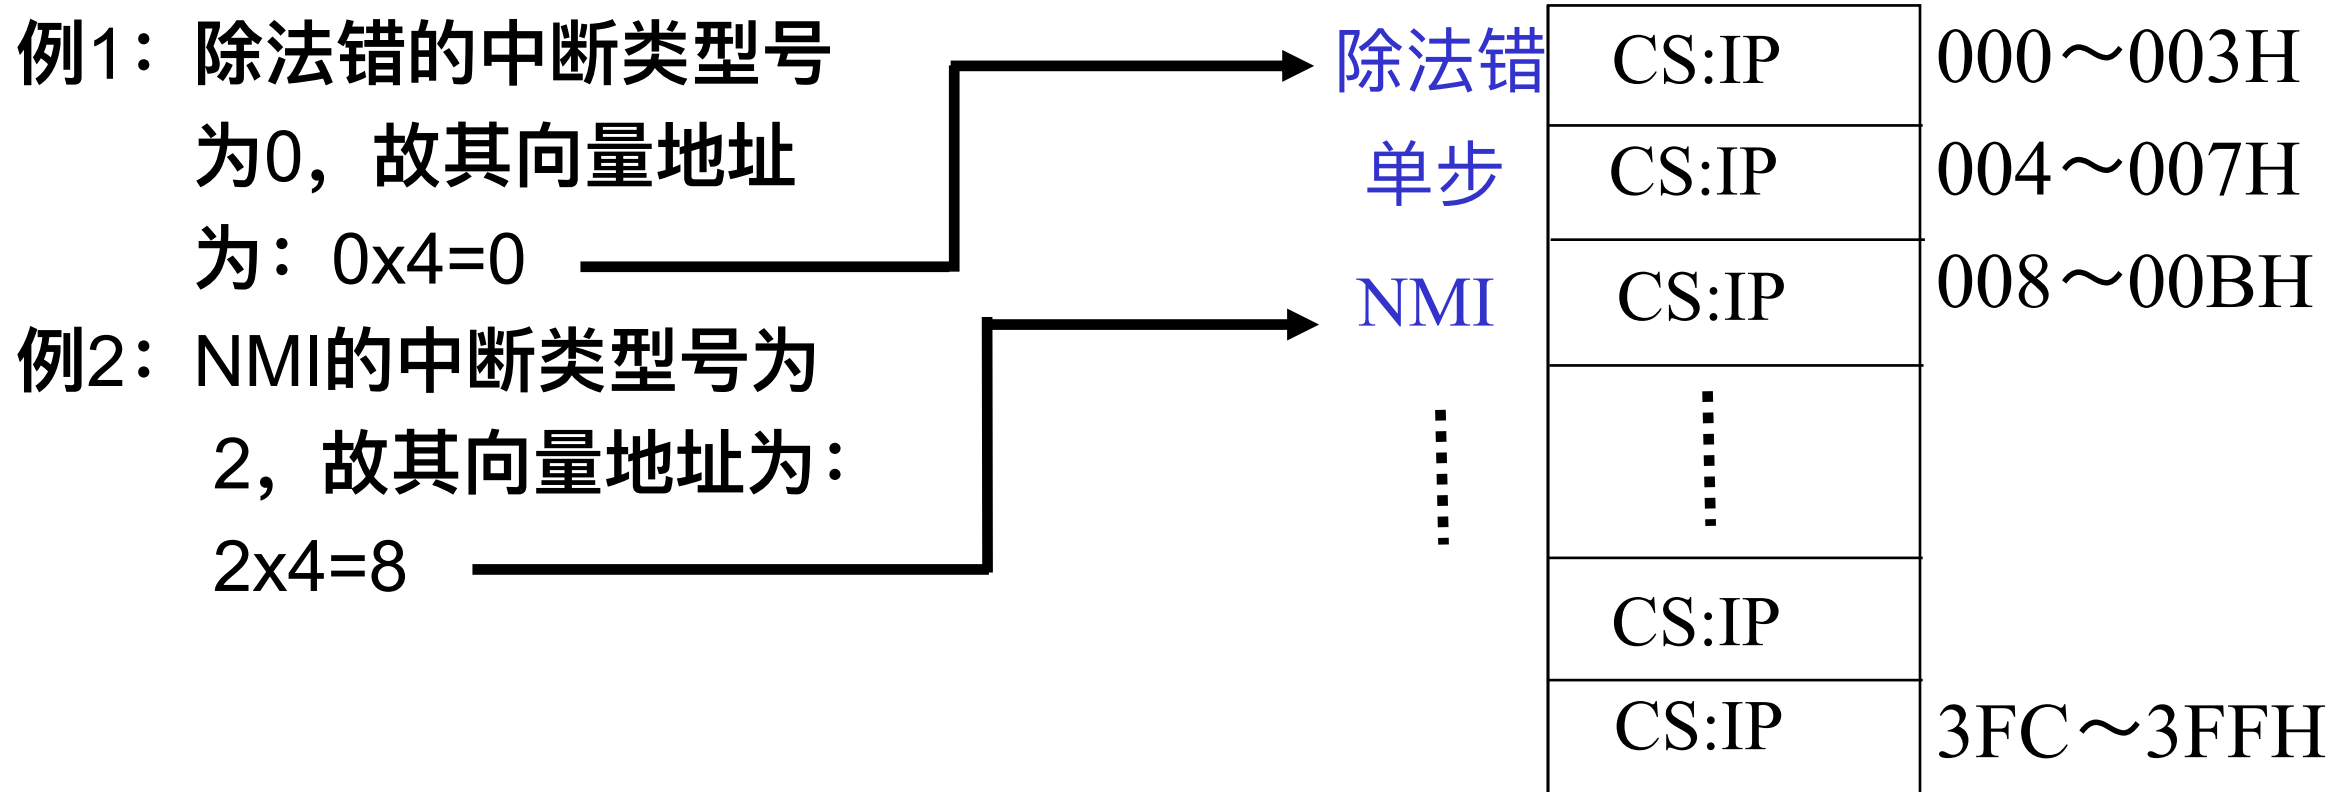 例1：除法错的中断类型号
为0，故其向量地址
为：0x4=0
例2：NMI的中断类型号为
2，故其向量地址为：
2x4=8
除法错 CS:IP 000～003H
单步 CS:IP 004～007H
NMI CS:IP 008～00BH
CS:IP
CS:IP 3FC～3FFH